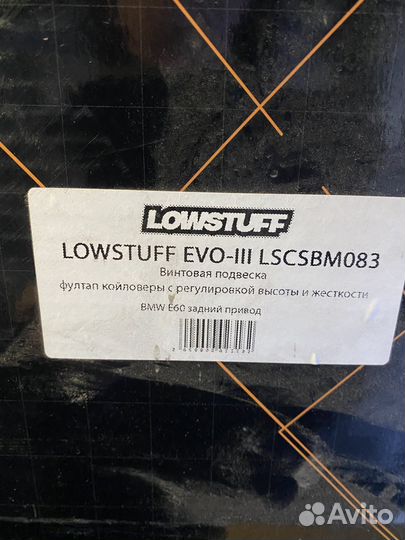 LOWSTUFF
LOWSTUFF EVO-III LSCSBM083
Винтовая подвеска
фултап койловеры с регулировкой высоты и жесткости
BMW E60 задний привод
Avito